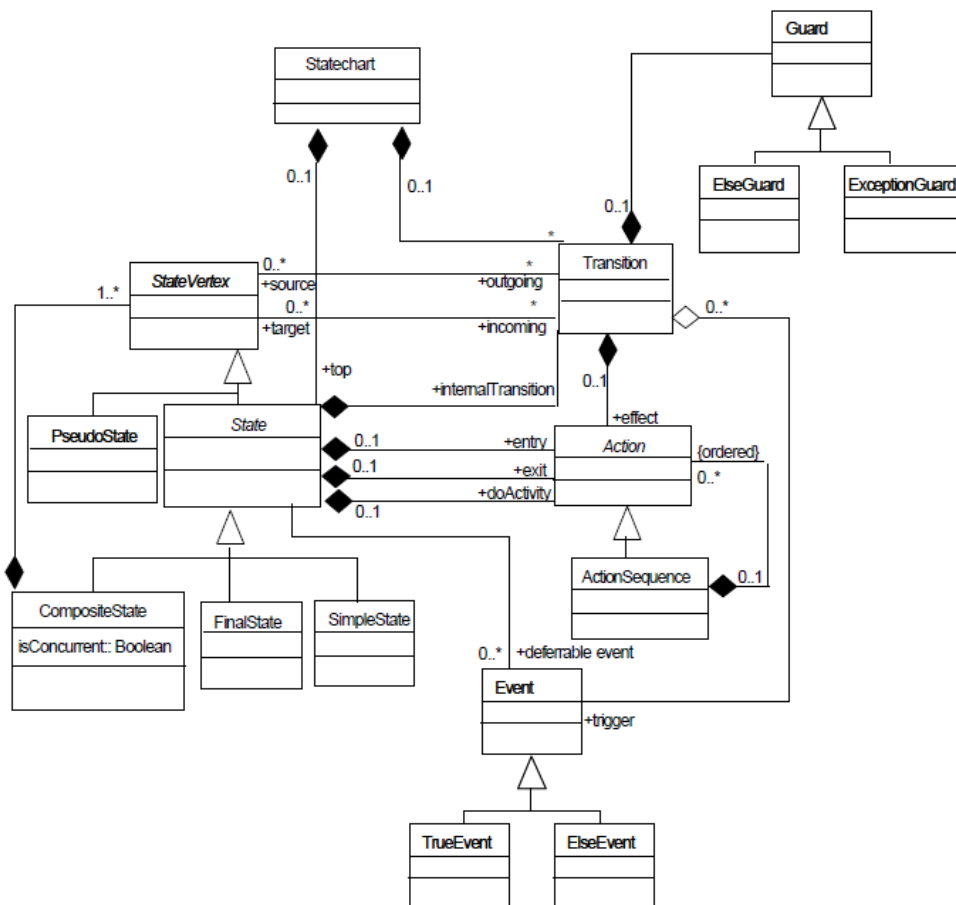 Guard
Statechart
0..1
0..1
ElseGuard
ExceptionGuard
0..1
*
StateVertex
0..*
*
Transition
+source
+outgoing
1..*
0..*
*
0..*
+target
+incoming
+top
0..1
+internalTransition
+effect
PseudoState
State
0..1
+entry
Action
{ordered}
0..1
+exit
0..*
+doActivity
0..1
ActionSequence
0..1
CompositeState
FinalState
SimpleState
isConcurrent:: Boolean
0..*
+deferrable event
Event
+trigger
TrueEvent
ElseEvent